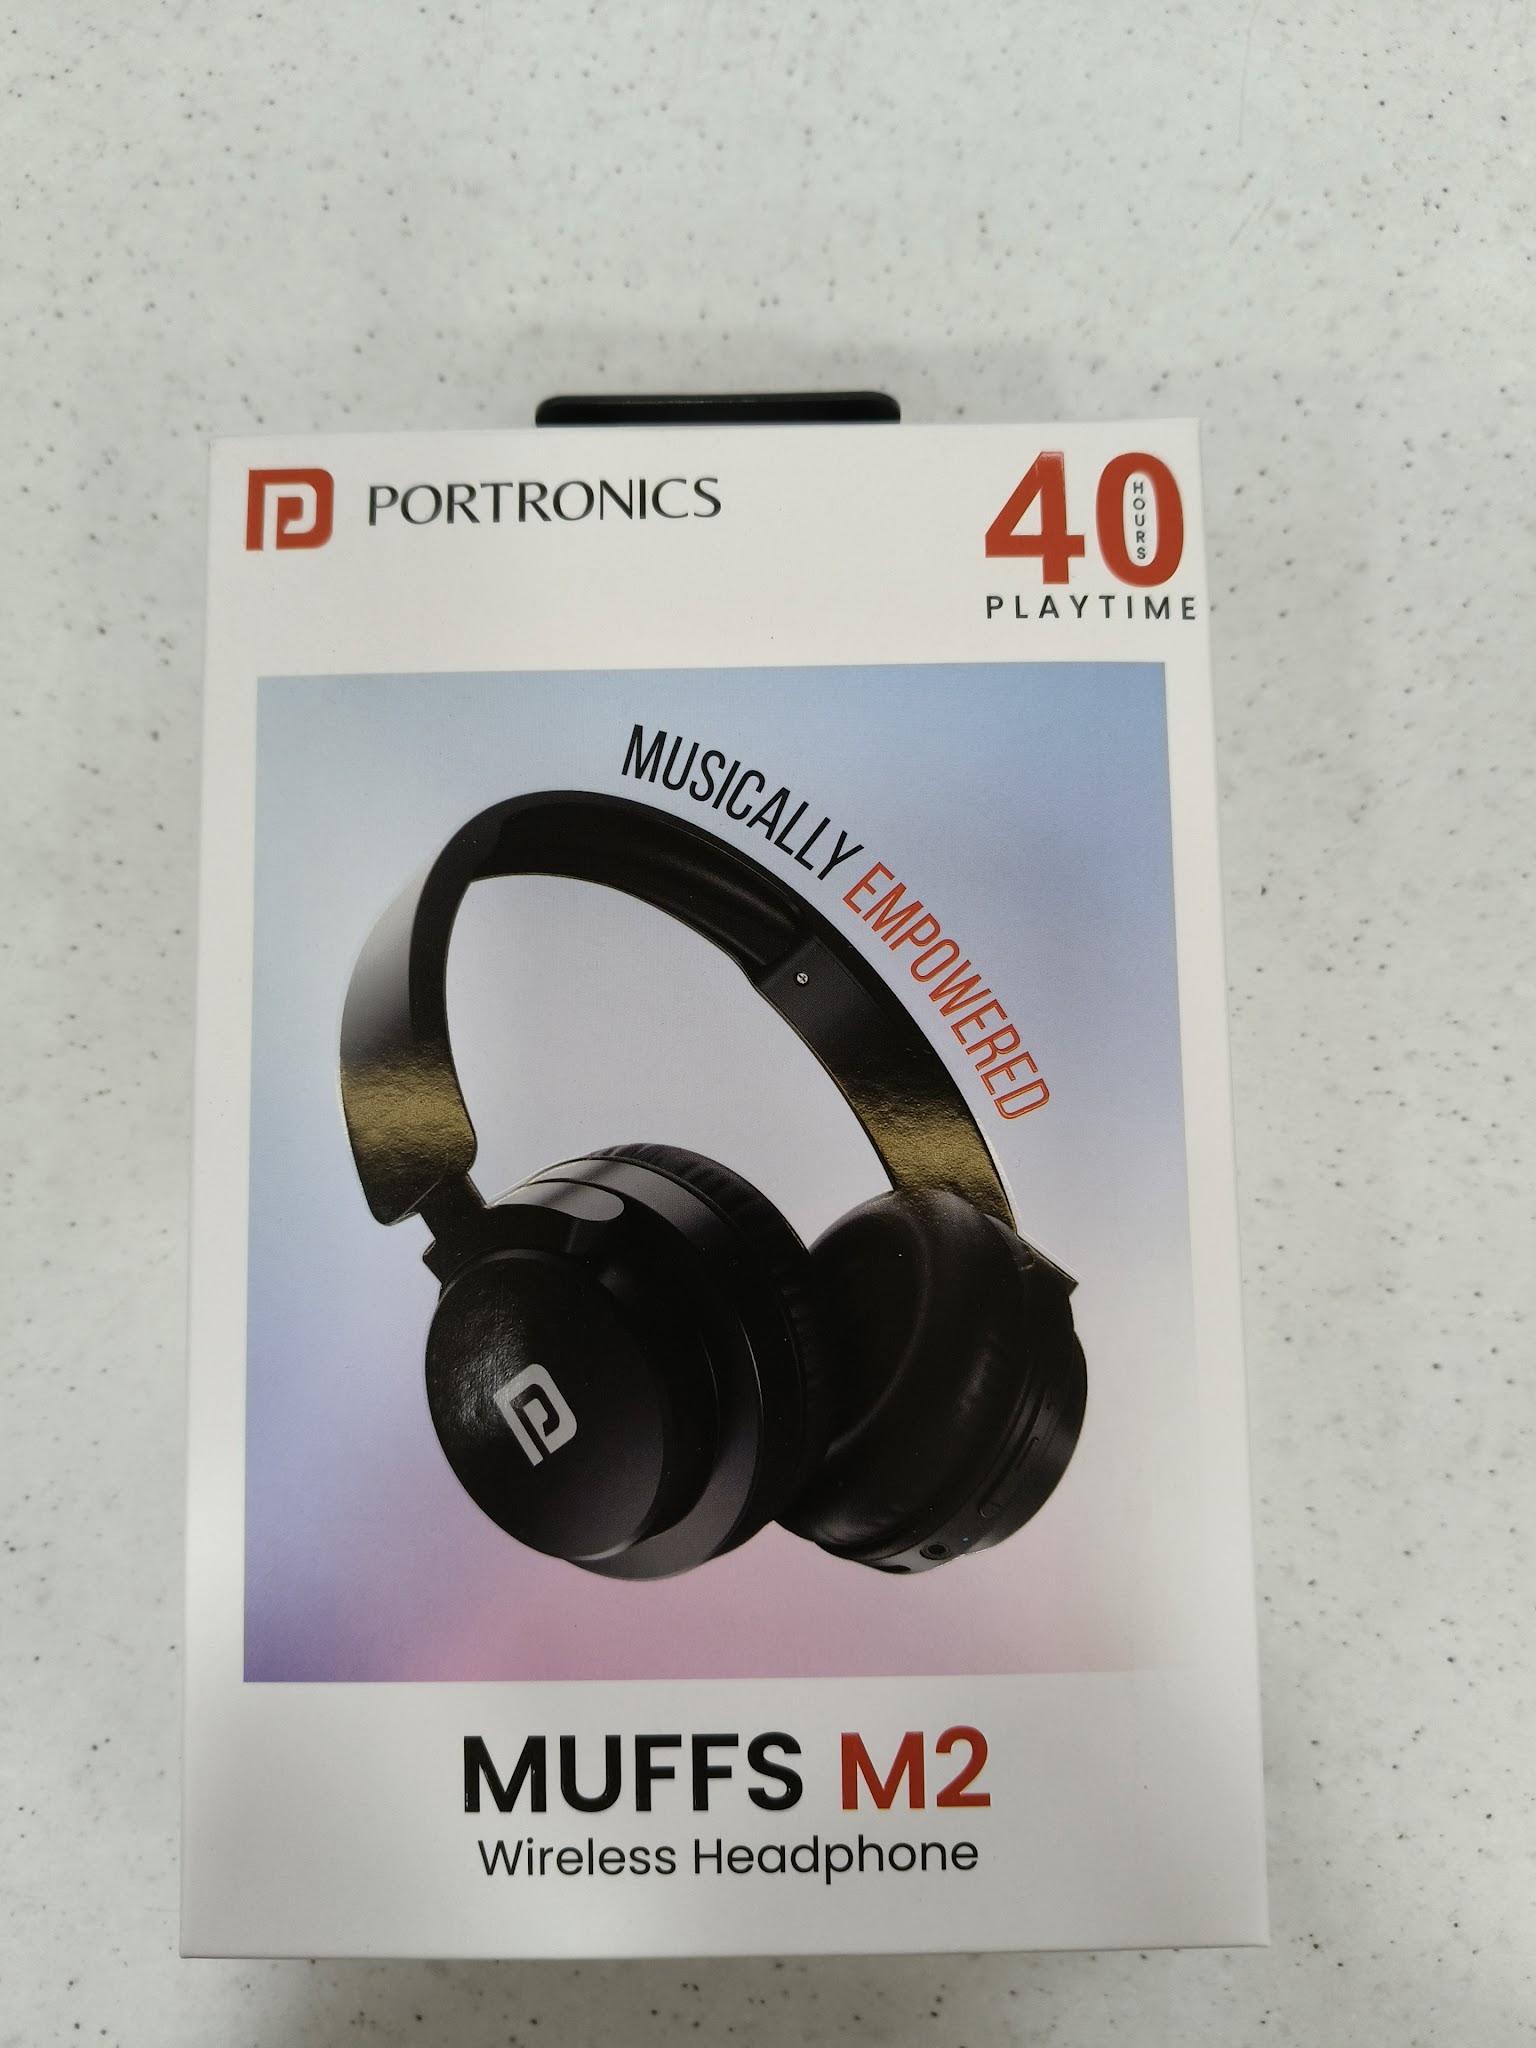 PORTRONICS
40
HOURS
PLAYTIME
MUSICALLY EMPOWERED
MUFFS M2
Wireless Headphone